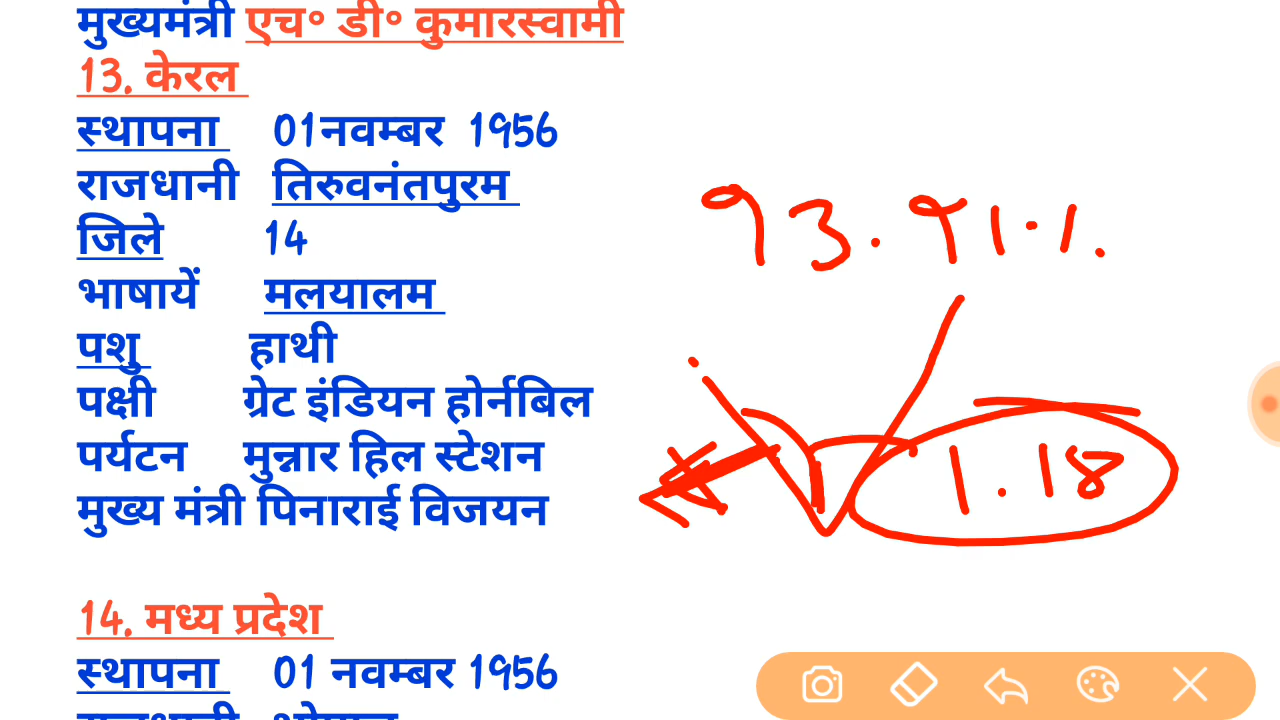 मुख्यमंत्री एच॰ डी॰ कुमारस्वामी
13. केरल
स्थापना 01नवम्बर 1956
राजधानी तिरुवनंतपुरम
जिले 14
भाषायें मलयालम
पशु हाथी
पक्षी ग्रेट इंडियन होर्नबिल
पर्यटन मुन्नार हिल स्टेशन
मुख्य मंत्री पिनाराई विजयन
93.91%.
1.18
14. मध्य प्रदेश
स्थापना 01 नवम्बर 1956